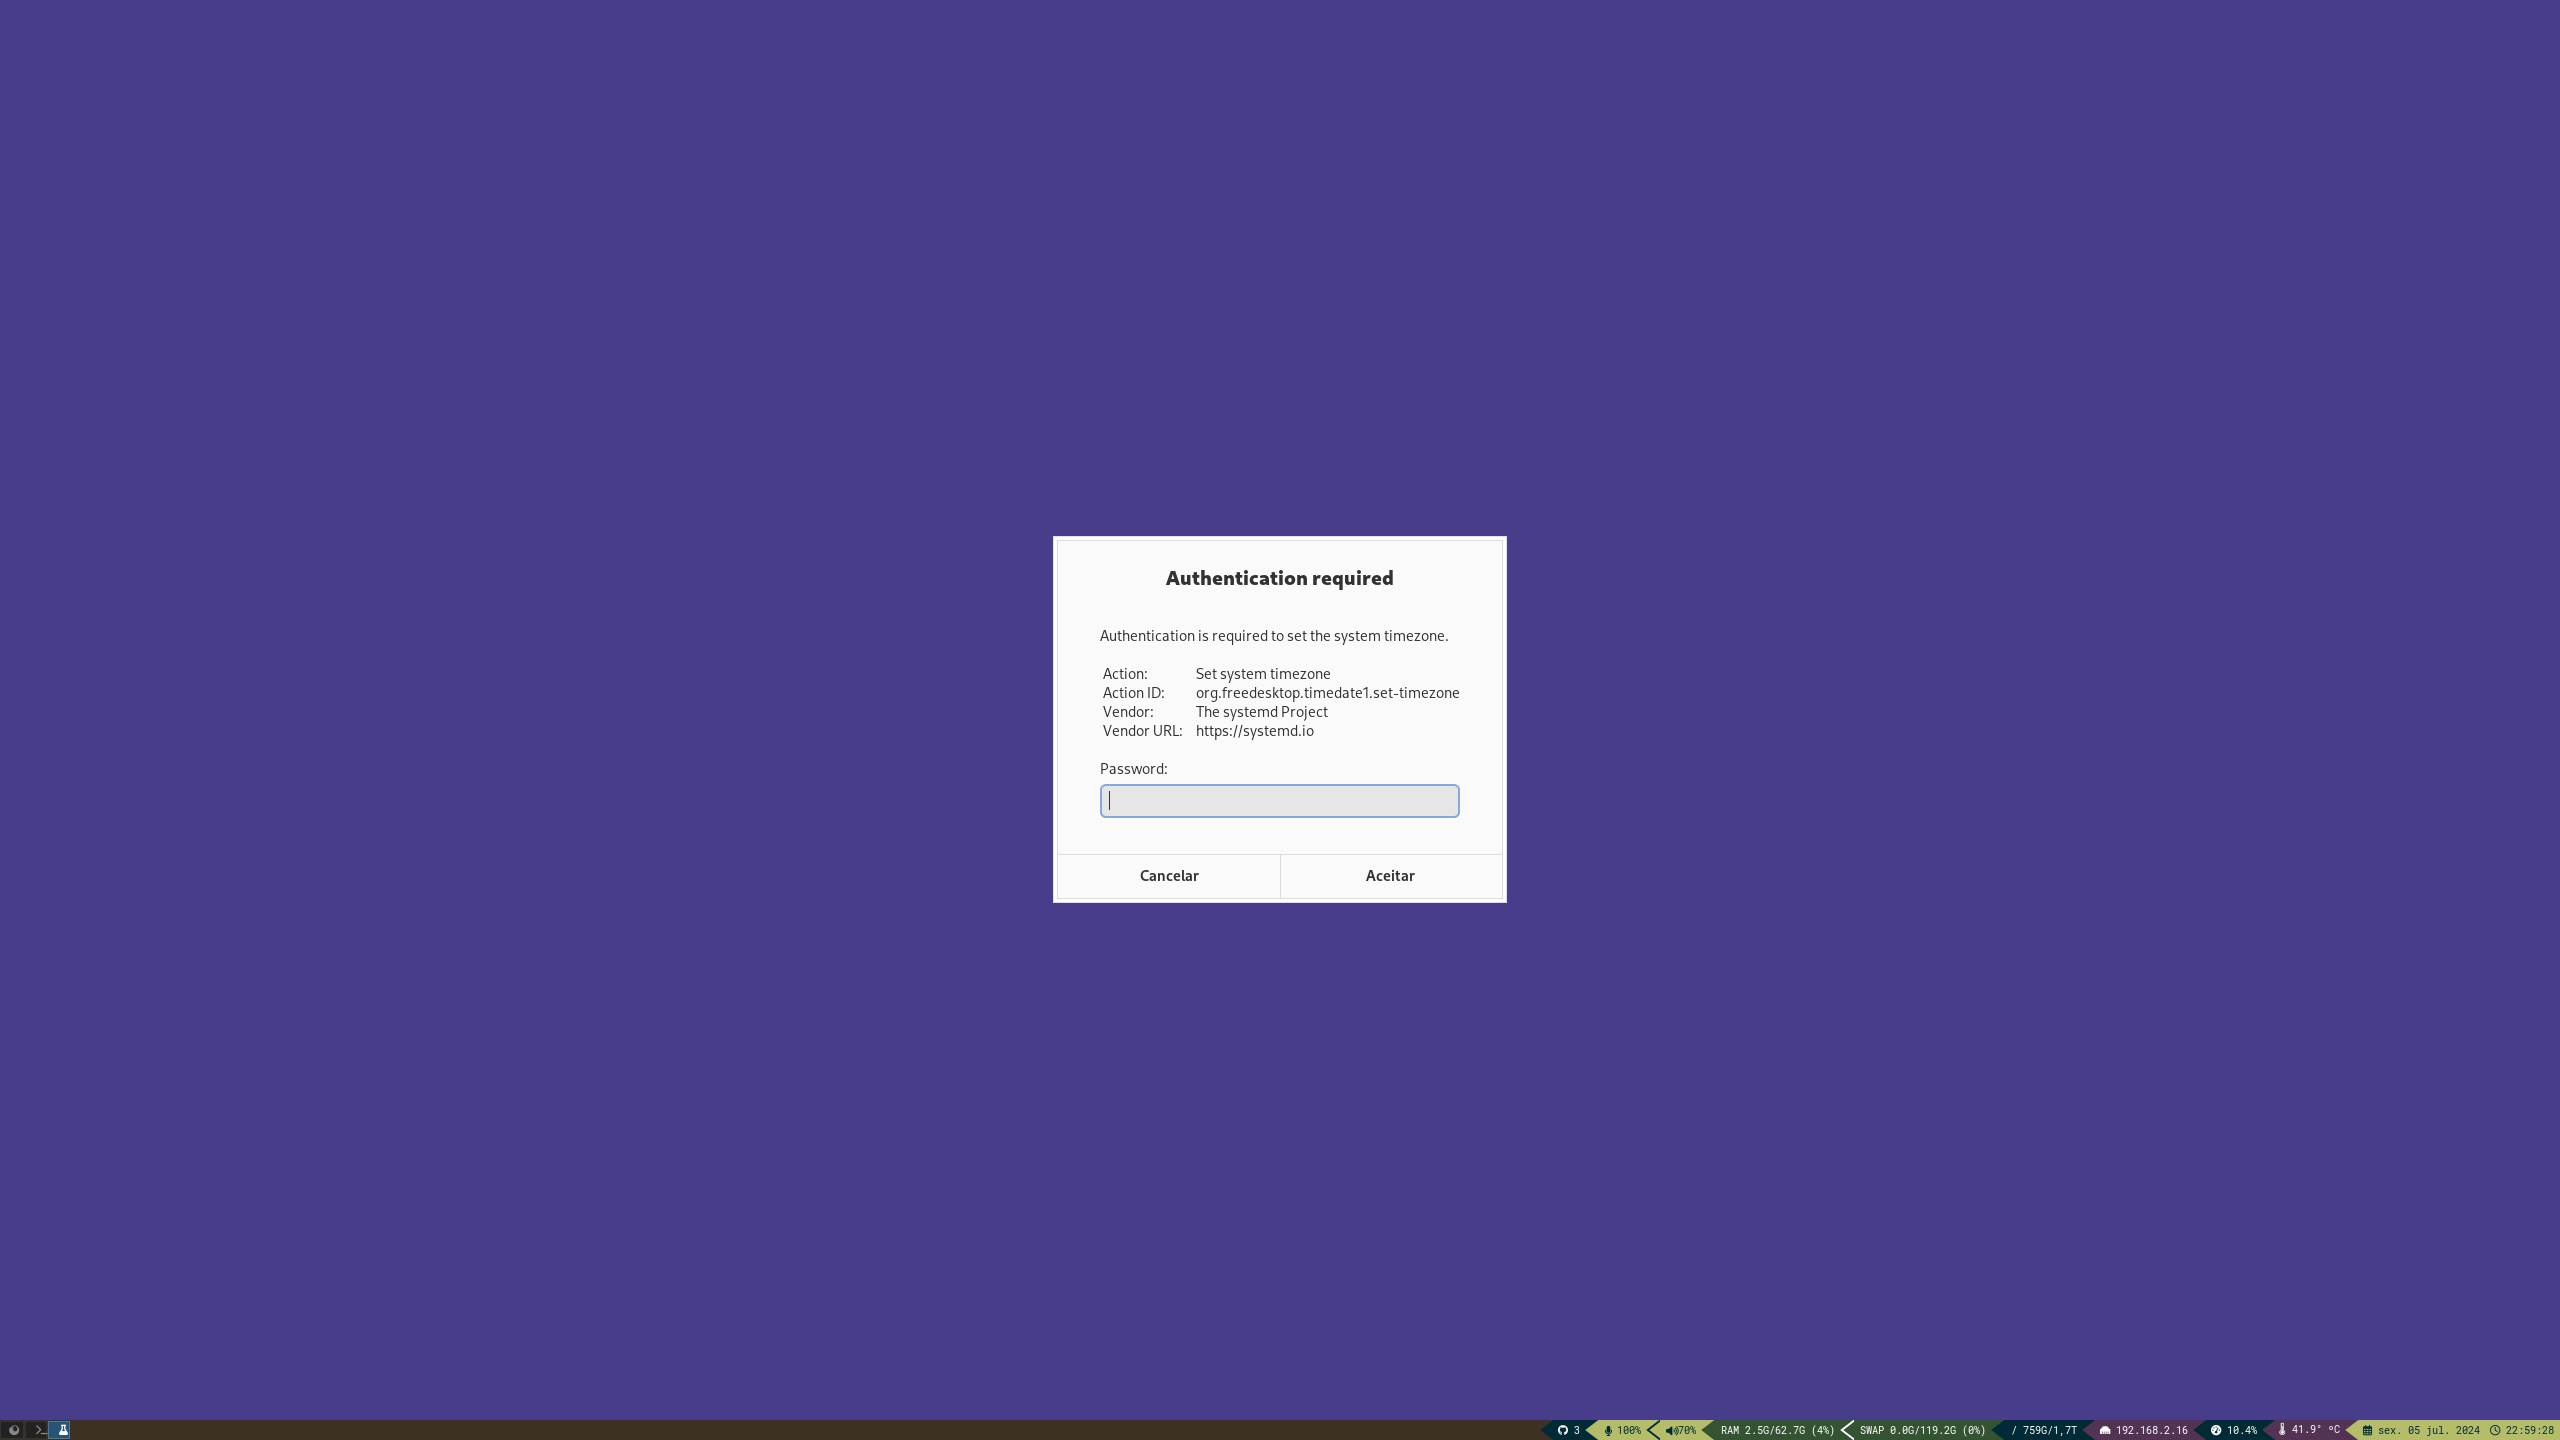 Authentication required
Authentication is required to set the system timezone.
Action: Set system timezone
Action ID: org.freedesktop.timedate1.set-timezone
Vendor: The systemd Project
Vendor URL: https://systemd.io
Password:
Cancelar Aceitar
3 100% 70% RAM 2.5G/62.7G (4%) SWAP 0.0G/119.2G (0%) / 759G/1,7T 192.168.2.16 10.4% 41.9° ºC sex. 05 jul. 2024 22:59:28